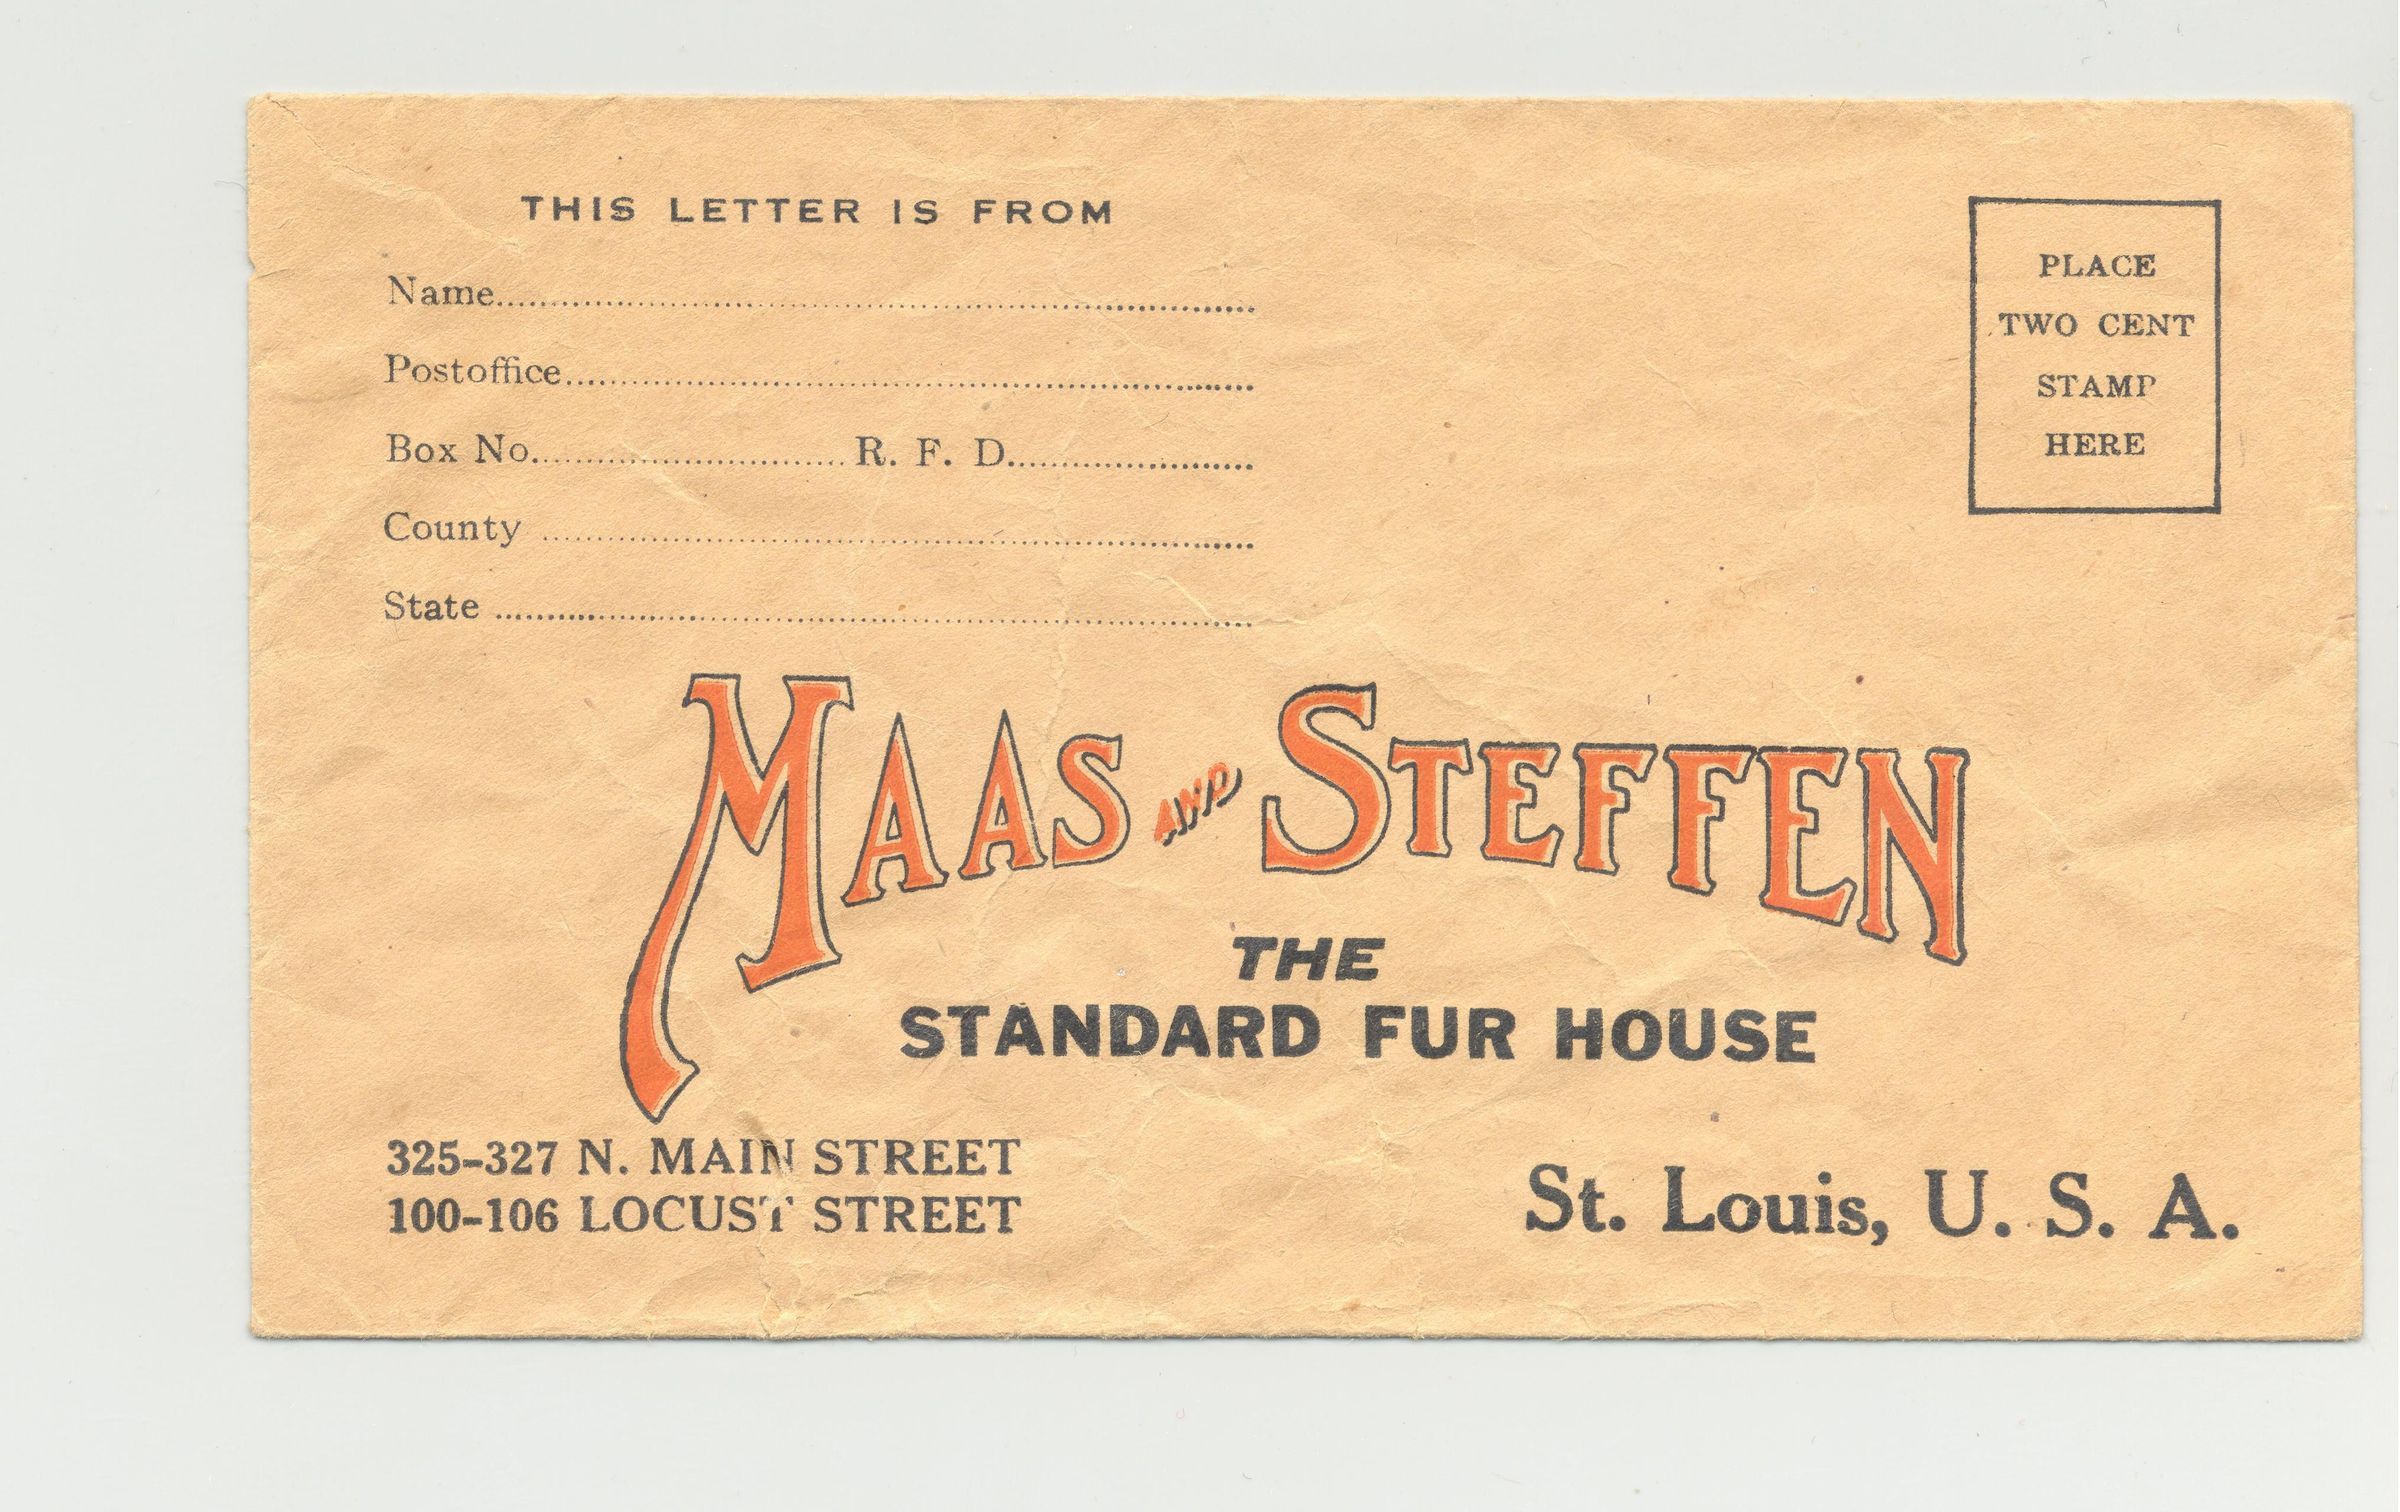 THIS LETTER IS FROM
Name
Postoffice
Box No. R. F. D.
County
State
PLACE
TWO CENT
STAMP
HERE
MAAS AND STEFFEN
THE
STANDARD FUR HOUSE
325-327 N. MAIN STREET
100-106 LOCUST STREET
St. Louis, U. S. A.